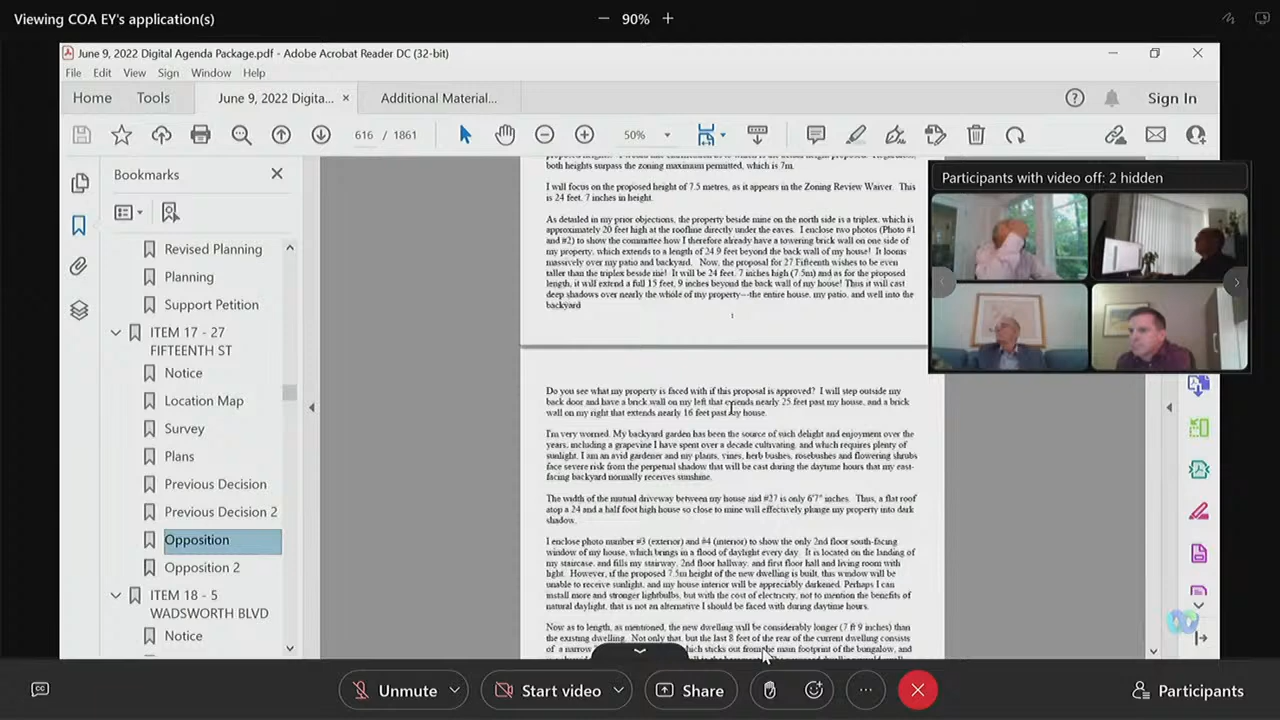 Viewing COA EY's application(s)
90%
June 9, 2022 Digital Agenda Package.pdf - Adobe Acrobat Reader DC (32-bit)
File Edit View Sign Window Help
Home Tools June 9, 2022 Digita... × Additional Material... Sign In
616 / 1861 50%
Bookmarks
Revised Planning
Planning
Support Petition
ITEM 17 - 27
FIFTEENTH ST
Notice
Location Map
Survey
Plans
Previous Decision
Previous Decision 2
Opposition
Opposition 2
ITEM 18 - 5
WADSWORTH BLVD
Notice
both heights surpass the zoning maximum permitted, which is 7m.
I will focus on the proposed height of 7.5 metres, as it appears in the Zoning Review Waiver. This
is 24 feet, 7 inches in height.
As detailed in my prior objections, the property beside mine on the north side is a triplex, which is
approximately 20 feet high at the roofline directly under the eaves. I enclose two photos (Photo #1
and #2) to show the committee how I therefore already have a towering brick wall on one side of
my property, which extends to a length of 24.9 feet beyond the back wall of my house! It looms
massively over my patio and backyard. Now, the proposal for 27 Fifteenth wishes to be even
taller than the triplex beside me! It will be 24 feet, 7 inches high (7.5m) and as for the proposed
length, it will extend a full 15 feet, 9 inches beyond the back wall of my house! Thus it will cast
deep shadows over nearly the whole of my property---the entire house, my patio, and well into the
backyard
Do you see what my property is faced with if this proposal is approved? I will step outside my
back door and have a brick wall on my left that extends nearly 25 feet past my house, and a brick
wall on my right that extends nearly 16 feet past my house.
I'm very worried. My backyard garden has been the source of such delight and enjoyment over the
years, including a grapevine I have spent over a decade cultivating, and which requires plenty of
sunlight. I am an avid gardener and my plants, vines, herb bushes, rosebushes and flowering shrubs
face severe risk from the perpetual shadow that will be cast during the daytime hours that my east-
facing backyard normally receives sunshine.
The width of the mutual driveway between my house and #27 is only 6'7" inches. Thus, a flat roof
atop a 24 and a half foot high house so close to mine will effectively plunge my property into dark
shadow.
I enclose photo number #3 (exterior) and #4 (interior) to show the only 2nd floor south-facing
window of my house, which brings in a flood of daylight every day. It is located on the landing of
my staircase, and fills my stairway, 2nd floor hallway, and first floor hall and living room with
light. However, if the proposed 7.5m height of the new dwelling is built, this window will be
unable to receive sunlight, and my house interior will be appreciably darkened. Perhaps I can
install more and stronger lightbulbs, but with the cost of electricity, not to mention the benefits of
natural daylight, that is not an alternative I should be faced with during daytime hours.
Now as to length, as mentioned, the new dwelling will be considerably longer (7 ft 9 inches) than
the existing dwelling. Not only that, but the last 8 feet of the rear of the current dwelling consists
of a narrow which sticks out from the main footprint of the bungalow, and
Participants with video off: 2 hidden
Unmute Start video Share Participants